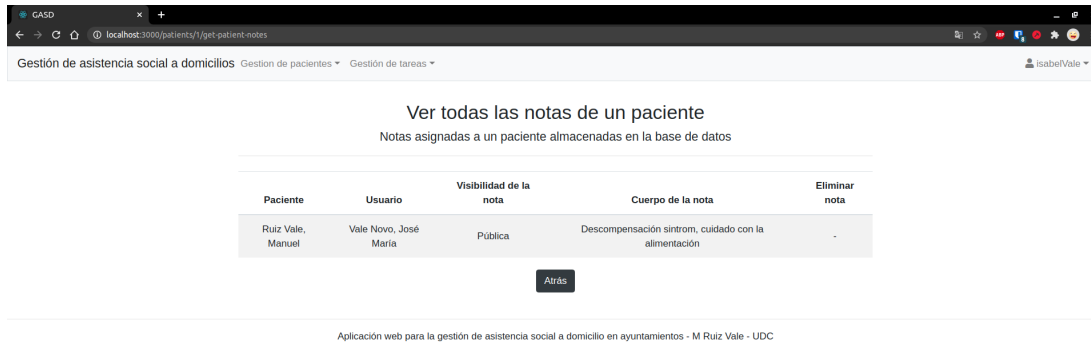 GASD
localhost:3000/patients/1/get-patient-notes
Gestión de asistencia social a domicilios Gestion de pacientes Gestión de tareas isabelVale
Ver todas las notas de un paciente
Notas asignadas a un paciente almacenadas en la base de datos
Paciente Usuario Visibilidad de la nota Cuerpo de la nota Eliminar nota
Ruiz Vale, Manuel Vale Novo, José María Pública Descompensación sintrom, cuidado con la alimentación -
Atrás
Aplicación web para la gestión de asistencia social a domicilio en ayuntamientos - M Ruiz Vale - UDC